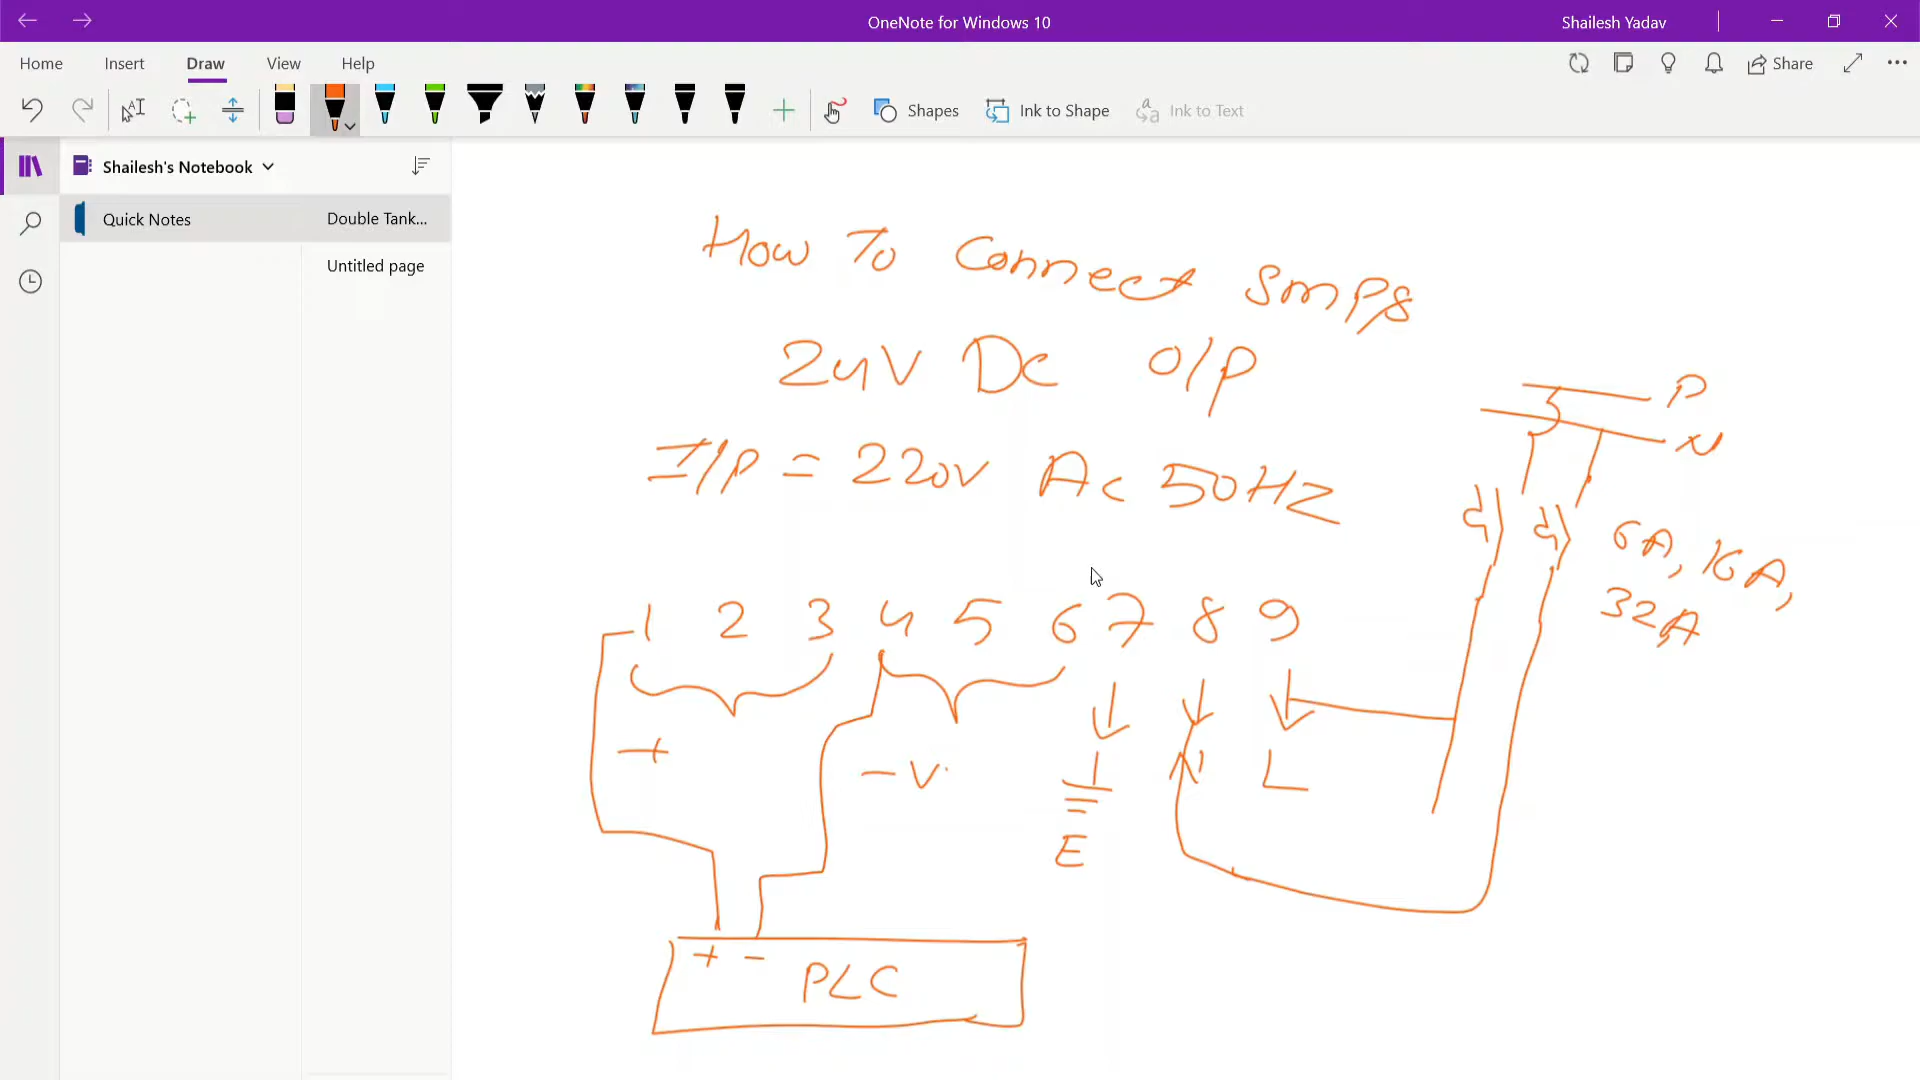 OneNote for Windows 10
Shailesh Yadav
Home Insert Draw View Help
Share
Shapes Ink to Shape Ink to Text
Shailesh's Notebook
Quick Notes
Double Tank...
Untitled page
How To Connect Smps
24V Dc O/P
I/P = 220V Ac 50Hz
P
N
6A, 16A,
32A
1 2 3 4 5 6 7 8 9
+
- V
N L
E
+ -
PLC